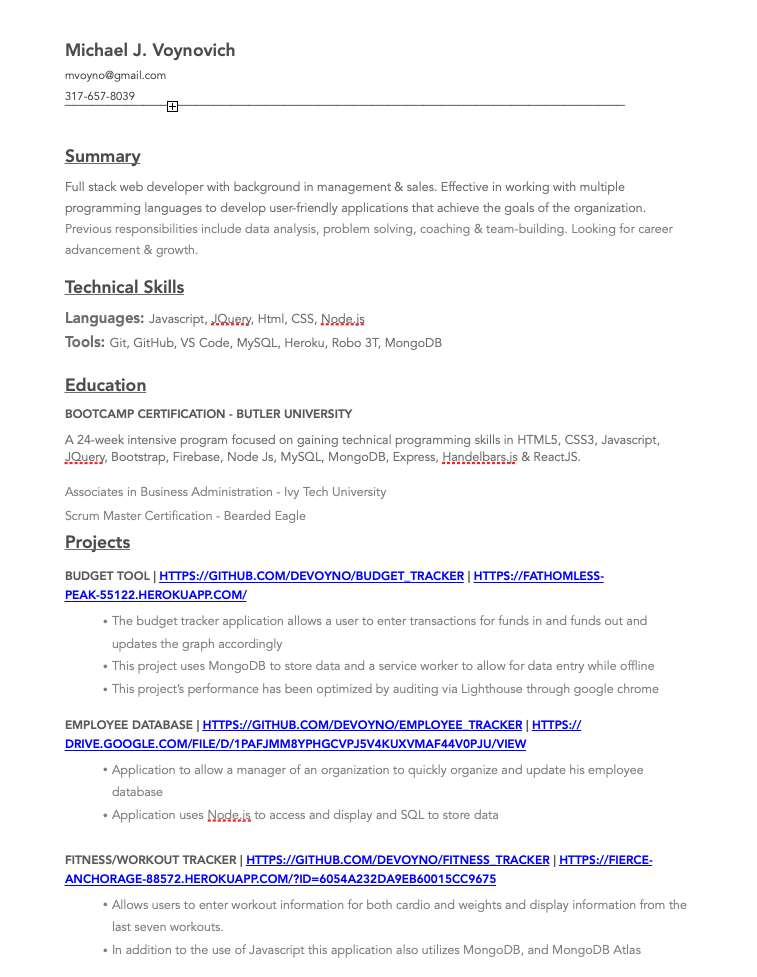 Michael J. Voynovich
mvoyno@gmail.com
317-657-8039
Summary
Full stack web developer with background in management & sales. Effective in working with multiple
programming languages to develop user-friendly applications that achieve the goals of the organization.
Previous responsibilities include data analysis, problem solving, coaching & team-building. Looking for career
advancement & growth.
Technical Skills
Languages: Javascript, JQuery, Html, CSS, Node.js
Tools: Git, GitHub, VS Code, MySQL, Heroku, Robo 3T, MongoDB
Education
BOOTCAMP CERTIFICATION - BUTLER UNIVERSITY
A 24-week intensive program focused on gaining technical programming skills in HTML5, CSS3, Javascript,
JQuery, Bootstrap, Firebase, Node Js, MySQL, MongoDB, Express, Handelbars.js & ReactJS.
Associates in Business Administration - Ivy Tech University
Scrum Master Certification - Bearded Eagle
Projects
BUDGET TOOL | HTTPS://GITHUB.COM/DEVOYNO/BUDGET_TRACKER | HTTPS://FATHOMLESS-
PEAK-55122.HEROKUAPP.COM/
• The budget tracker application allows a user to enter transactions for funds in and funds out and
updates the graph accordingly
• This project uses MongoDB to store data and a service worker to allow for data entry while offline
• This project's performance has been optimized by auditing via Lighthouse through google chrome
EMPLOYEE DATABASE | HTTPS://GITHUB.COM/DEVOYNO/EMPLOYEE_TRACKER | HTTPS://
DRIVE.GOOGLE.COM/FILE/D/1PAFJMM8YPHGCVPJ5V4KUXVMAF44V0PJU/VIEW
• Application to allow a manager of an organization to quickly organize and update his employee
database
• Application uses Node.js to access and display and SQL to store data
FITNESS/WORKOUT TRACKER | HTTPS://GITHUB.COM/DEVOYNO/FITNESS_TRACKER | HTTPS://FIERCE-
ANCHORAGE-88572.HEROKUAPP.COM/?ID=6054A232DA9EB60015CC9675
• Allows users to enter workout information for both cardio and weights and display information from the
last seven workouts.
• In addition to the use of Javascript this application also utilizes MongoDB, and MongoDB Atlas